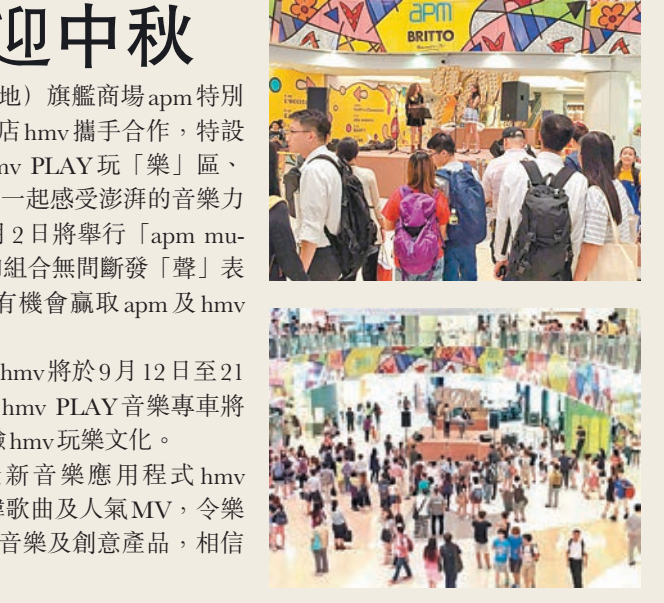 迎中秋
地）旗艦商場apm特別
店hmv攜手合作，特設
mv PLAY玩「樂」區、
一起感受澎湃的音樂力
月2日將舉行「apm mu-
組合無間斷發「聲」表
有機會贏取apm及hmv
hmv將於9月12日至21
hmv PLAY音樂專車將
hmv玩樂文化。
新音樂應用程式hmv
歌曲及人氣MV，令樂
音樂及創意產品，相信
apm
BRITTO